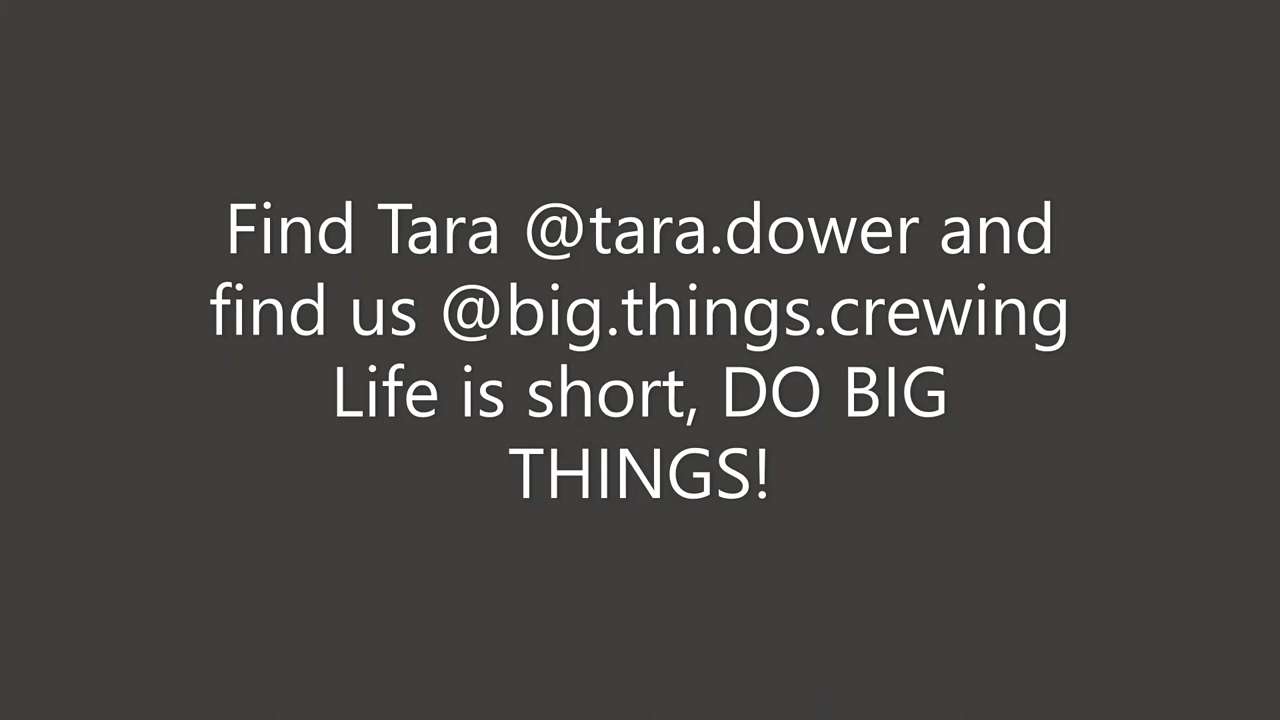 Find Tara @tara.dower and
find us @big.things.crewing
Life is short, DO BIG
THINGS!